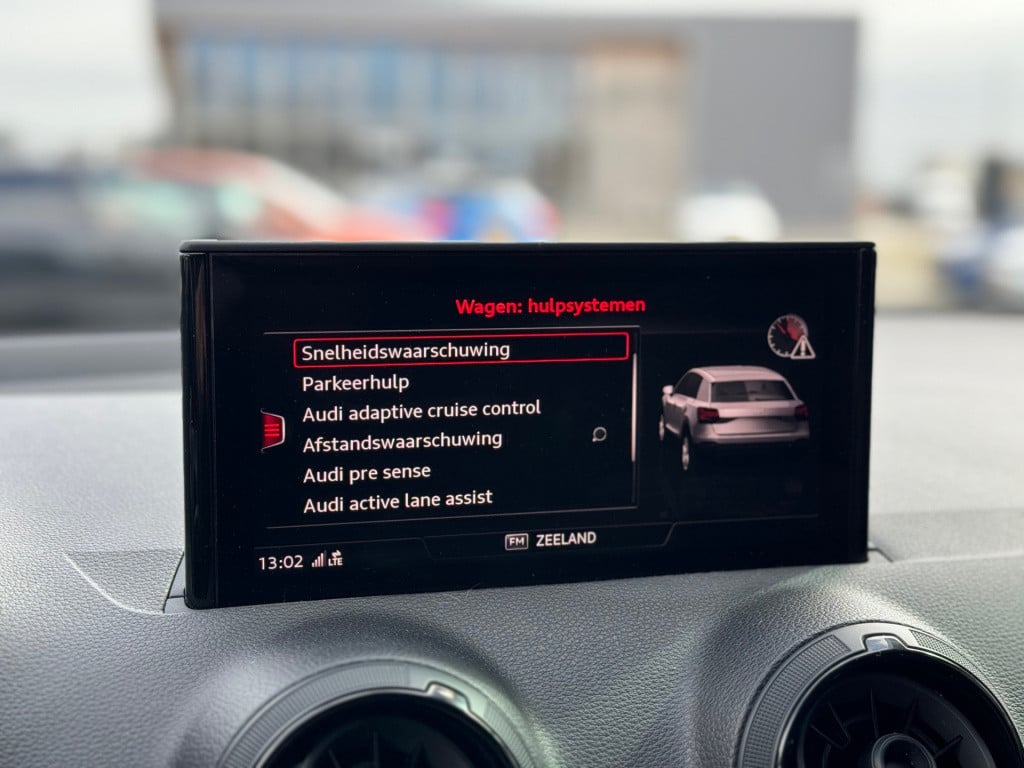 Wagen: hulpsystemen
Snelheidswaarschuwing
Parkeerhulp
Audi adaptive cruise control
Afstandswaarschuwing
Audi pre sense
Audi active lane assist
FM ZEELAND
13:02 LTE